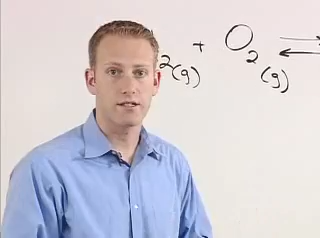 2(g) + O2(g) ⇌